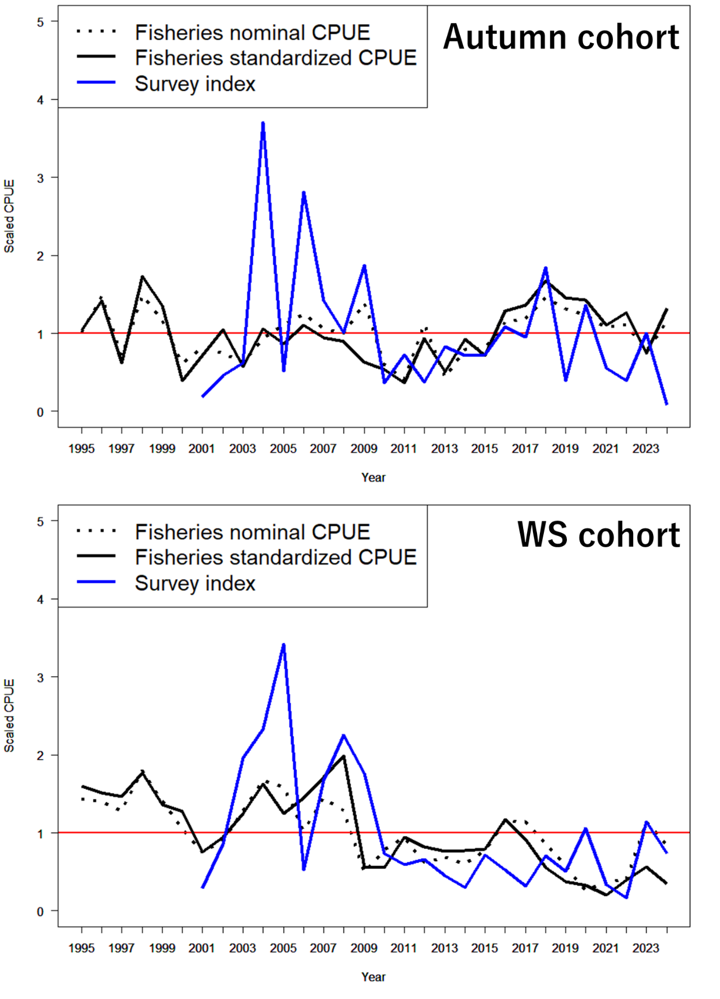 Autumn cohort
Fisheries nominal CPUE
Fisheries standardized CPUE
Survey index
5
4
3
2
1
0
Scaled CPUE
1995 1997 1999 2001 2003 2005 2007 2009 2011 2013 2015 2017 2019 2021 2023
Year
WS cohort
Fisheries nominal CPUE
Fisheries standardized CPUE
Survey index
5
4
3
2
1
0
Scaled CPUE
1995 1997 1999 2001 2003 2005 2007 2009 2011 2013 2015 2017 2019 2021 2023
Year